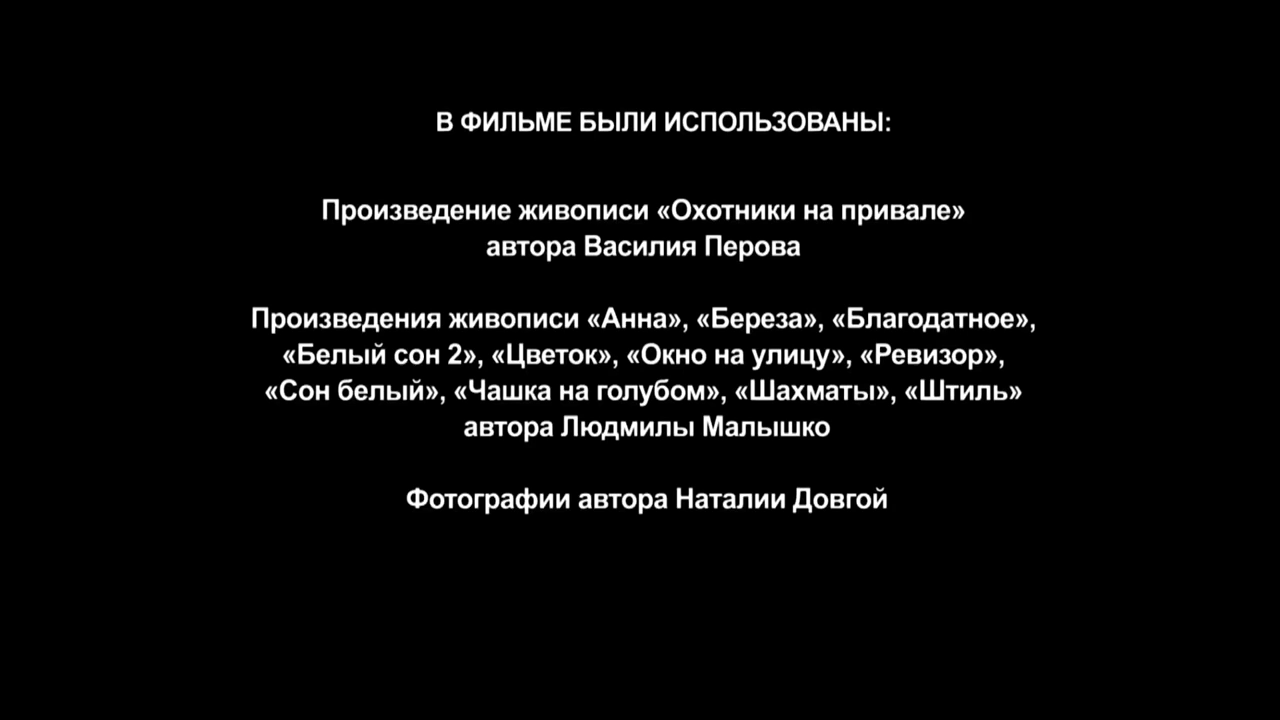 В ФИЛЬМЕ БЫЛИ ИСПОЛЬЗОВАНЫ:
Произведение живописи «Охотники на привале»
автора Василия Перова
Произведения живописи «Анна», «Береза», «Благодатное»,
«Белый сон 2», «Цветок», «Окно на улицу», «Ревизор»,
«Сон белый», «Чашка на голубом», «Шахматы», «Штиль»
автора Людмилы Малышко
Фотографии автора Наталии Довгой